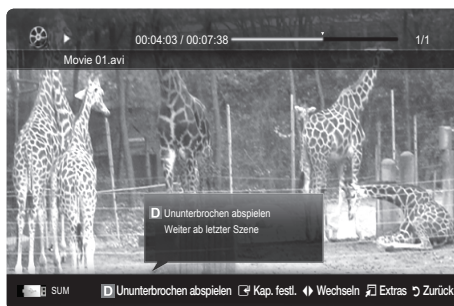 00:04:03 / 00:07:38
1/1
Movie 01.avi
D Ununterbrochen abspielen
Weiter ab letzter Szene
SUM
D Ununterbrochen abspielen Kap. festl. Wechseln Extras Zurück